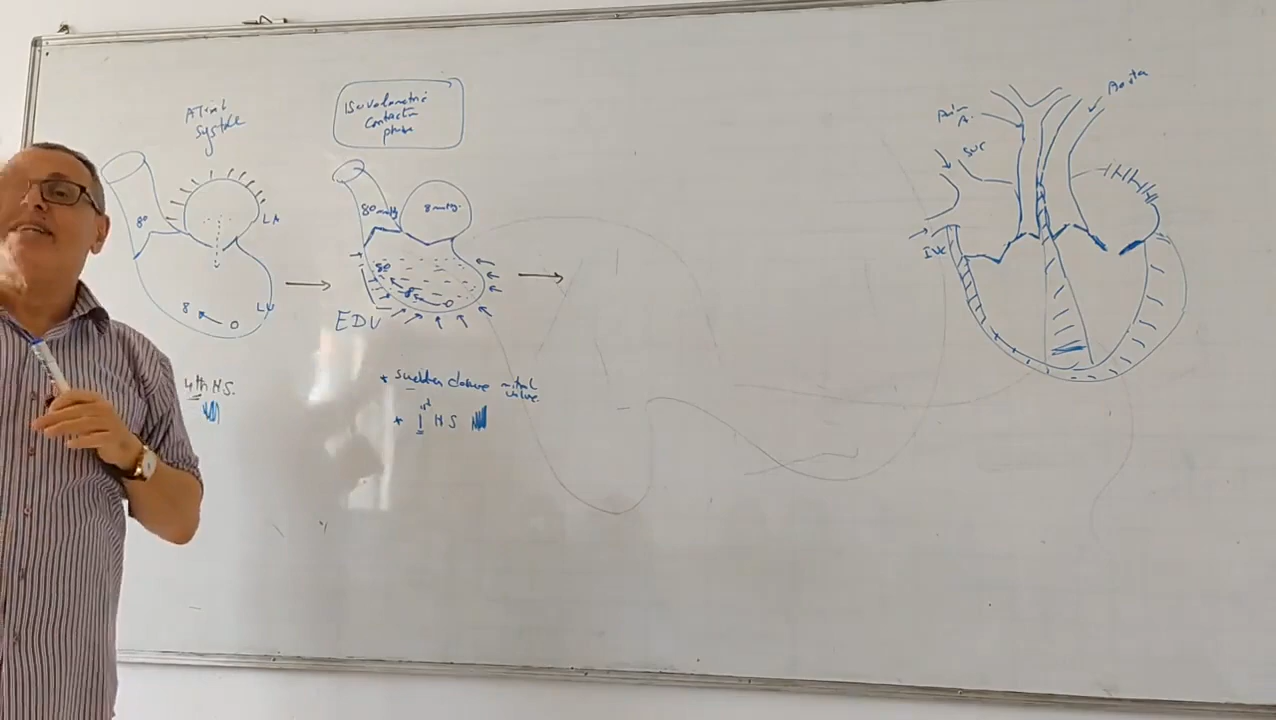 Atrial
systole
80
LA
LV
8
0
4th H.S.
Isovolumetric
contraction
phase
80 mmHg
8 mmHg
80
0
EDV
* sudden closure mitral
valve
* 1st H S
Aorta
SVC
IVC